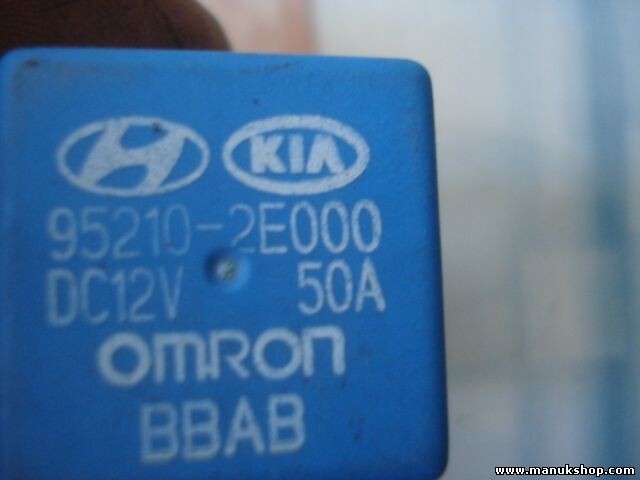 KIA
95210-2E000
DC12V 50A
omron
BBAB
www.manukshop.com